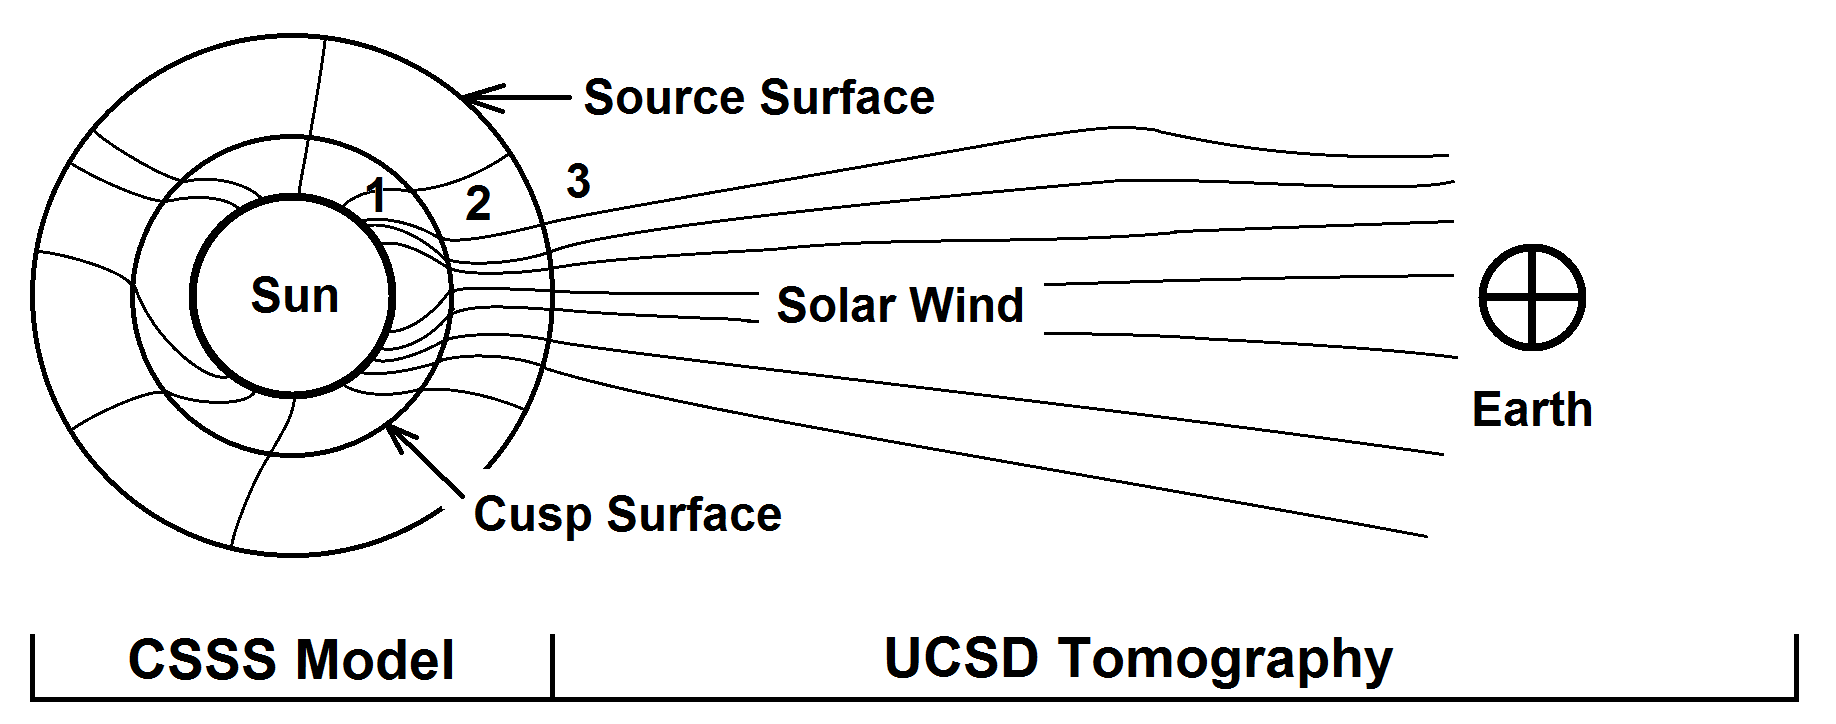 Source Surface
1
2
3
Sun
Solar Wind
Earth
Cusp Surface
CSSS Model
UCSD Tomography